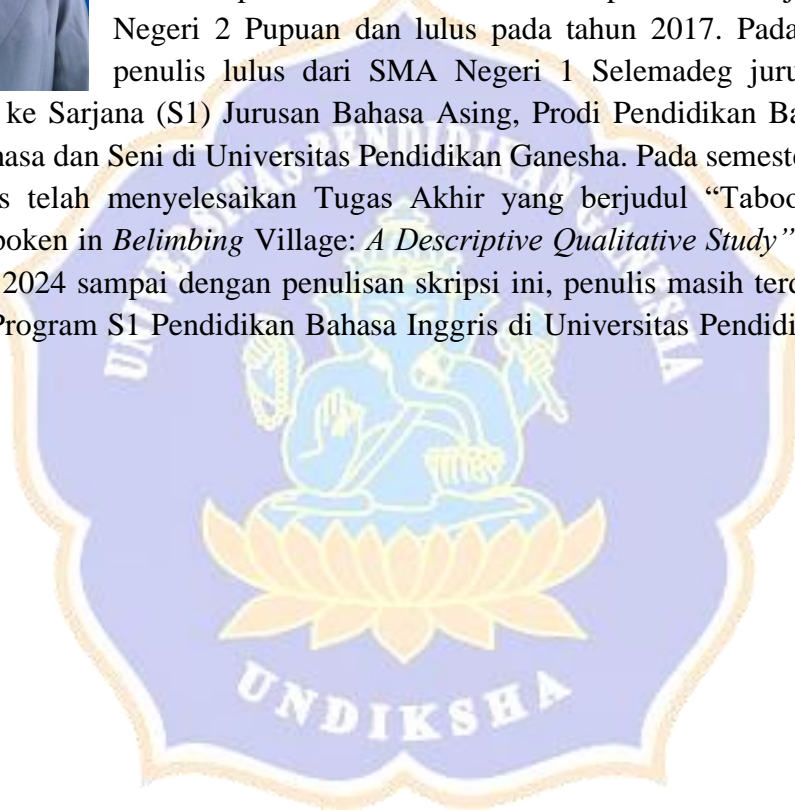 Negeri 2 Pupuan dan lulus pada tahun 2017. Pada
penulis lulus dari SMA Negeri 1 Selemadeg
ke Sarjana (S1) Jurusan Bahasa Asing, Prodi Pendidikan
dan Seni di Universitas Pendidikan Ganesha. Pada
telah menyelesaikan Tugas Akhir yang berjudul “Taboo
in Belimbing Village: A Descriptive Qualitative Study”
2024 sampai dengan penulisan skripsi ini, penulis masih
Program S1 Pendidikan Bahasa Inggris di Universitas
UNIVERSITAS PENDIDIKAN GANESHA
UNDIKSHA